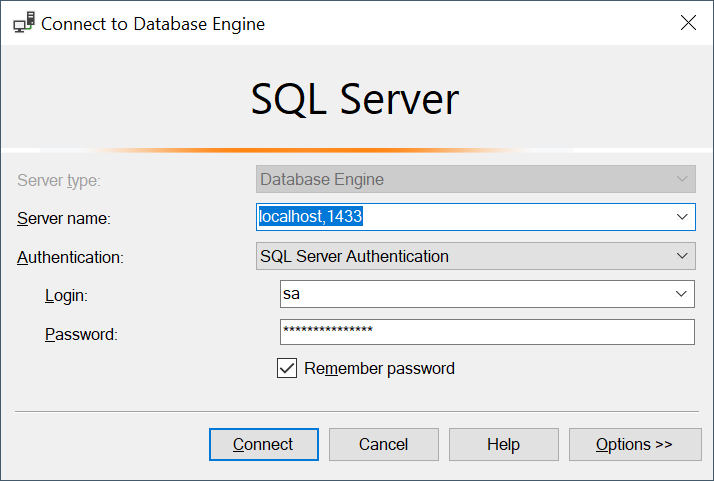 Connect to Database Engine
SQL Server
Server type: Database Engine
Server name: localhost,1433
Authentication: SQL Server Authentication
Login: sa
Password: ***************
Remember password
Connect Cancel Help Options >>